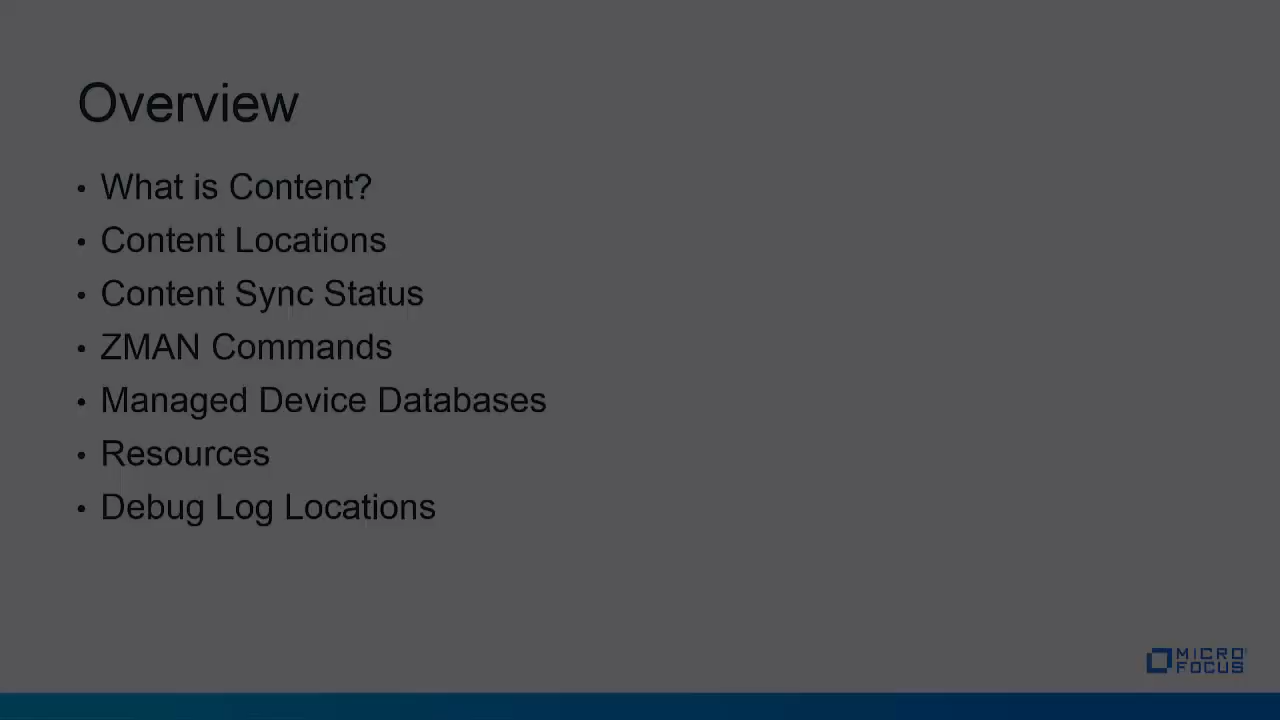 Overview
• What is Content?
• Content Locations
• Content Sync Status
• ZMAN Commands
• Managed Device Databases
• Resources
• Debug Log Locations
MICRO
FOCUS